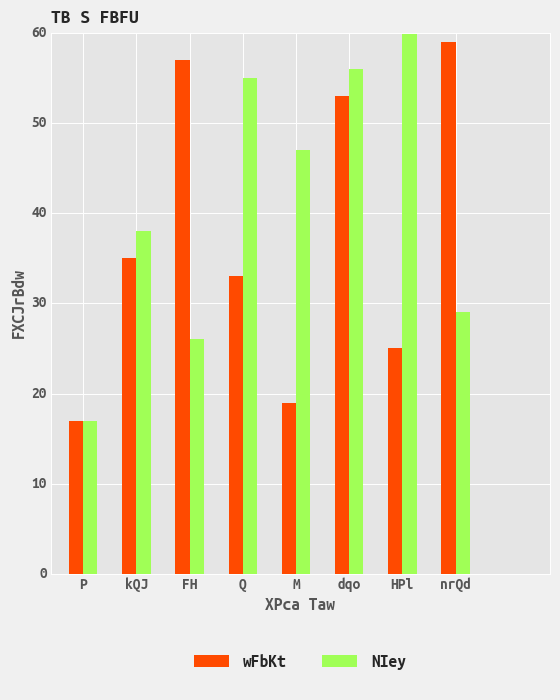 TB S FBFU
60
50
40
30
20
10
0
FXCJrBdw
P kQJ FH Q M dqo HPl nrQd
XPca Taw
wFbKt NIey